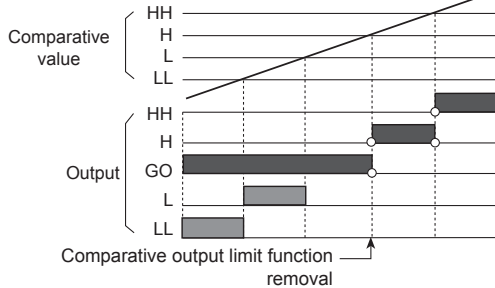 HH
H
Comparative
value
L
LL
HH
H
Output
GO
L
LL
Comparative output limit function
removal